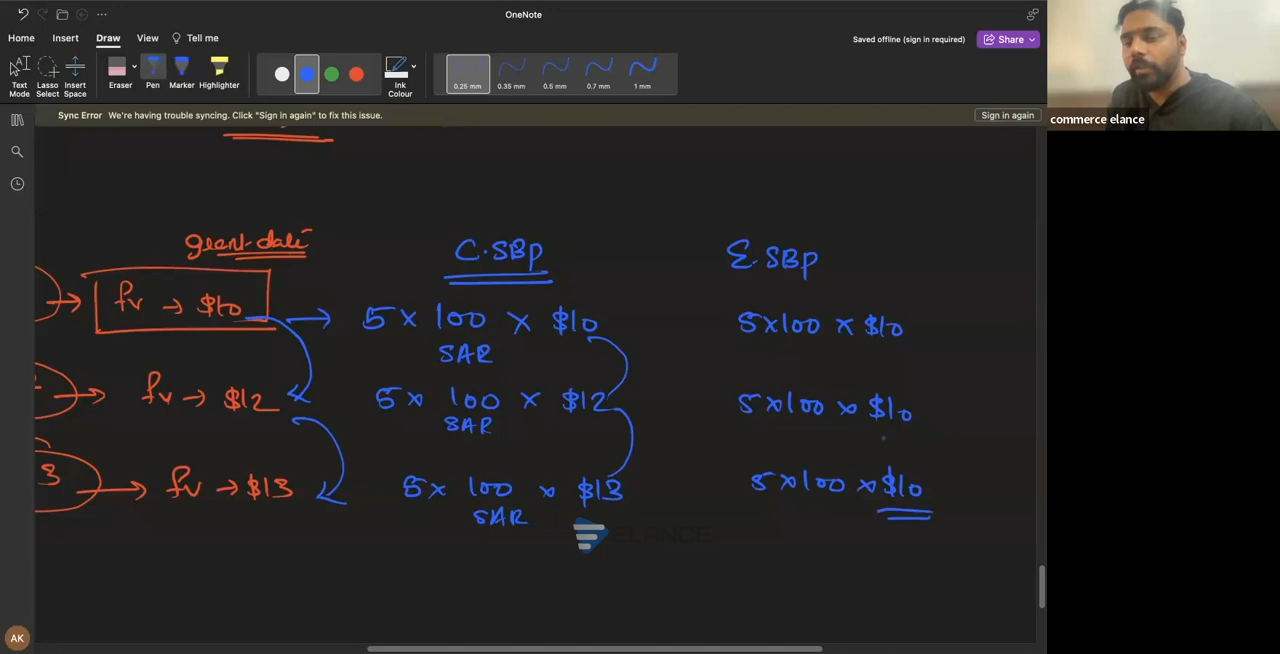 OneNote
Home Insert Draw View Tell me
Saved offline (sign in required) Share
Text Mode
Lasso Select
Insert Space
Eraser
Pen
Marker
Highlighter
Ink Colour
0.25 mm 0.35 mm 0.5 mm 0.7 mm 1 mm
Sync Error We're having trouble syncing. Click "Sign in again" to fix this issue. Sign in again
commerce elance
grant-date C.SBP E.SBP
fv → $10 → 5 × 100 × $10 5×100 × $10
SAR
fv → $12 5 × 100 × $12 5×100 × $10
SAR
3 → fv → $13 5 × 100 × $13 5×100 × $10
SAR
ELANCE
AK